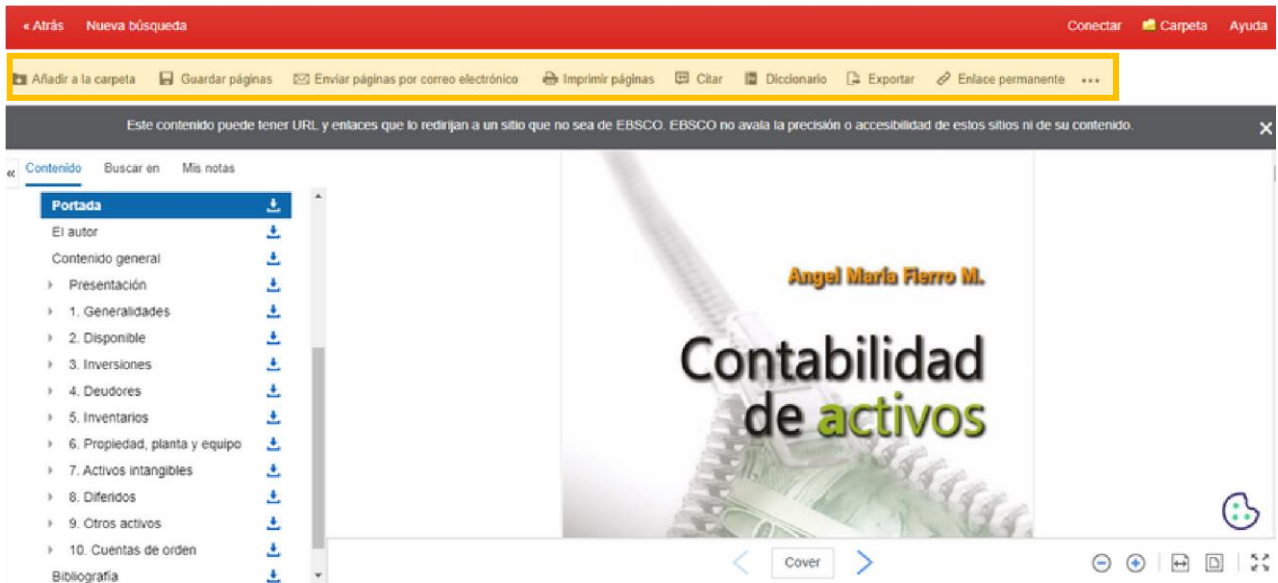 « Atrás Nueva búsqueda Conectar Carpeta Ayuda
Añadir a la carpeta Guardar páginas Enviar páginas por correo electrónico Imprimir páginas Citar Diccionario Exportar Enlace permanente ...
Este contenido puede tener URL y enlaces que lo redirijan a un sitio que no sea de EBSCO. EBSCO no avala la precisión o accesibilidad de estos sitios ni de su contenido.
« Contenido Buscar en Mis notas
Portada
El autor
Contenido general
Presentación
1. Generalidades
2. Disponible
3. Inversiones
4. Deudores
5. Inventarios
6. Propiedad, planta y equipo
7. Activos intangibles
8. Diferidos
9. Otros activos
10. Cuentas de orden
Bibliografía
Angel María Fierro M.
Contabilidad
de activos
Cover